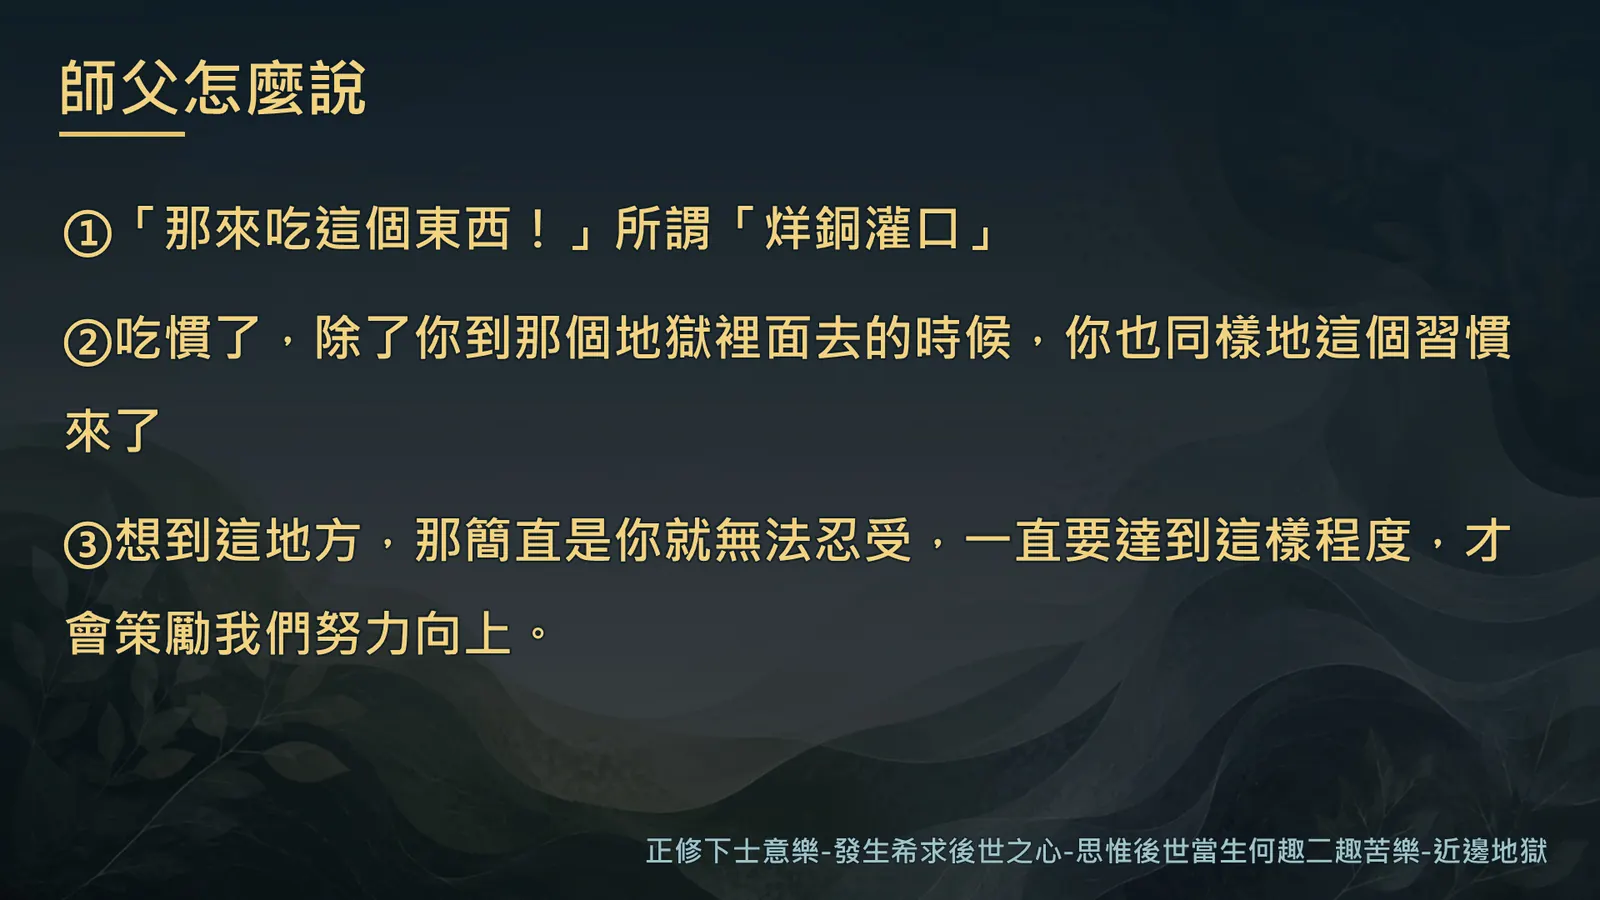 師父怎麼說
①「那來吃這個東西！」所謂「烊銅灌口」
②吃慣了，除了你到那個地獄裡面去的時候，你也同樣地這個習慣
來了
③想到這地方，那簡直是你就無法忍受，一直要達到這樣程度，才
會策勵我們努力向上。
正修下士意樂-發生希求後世之心-思惟後世當生何趣二趣苦樂-近邊地獄